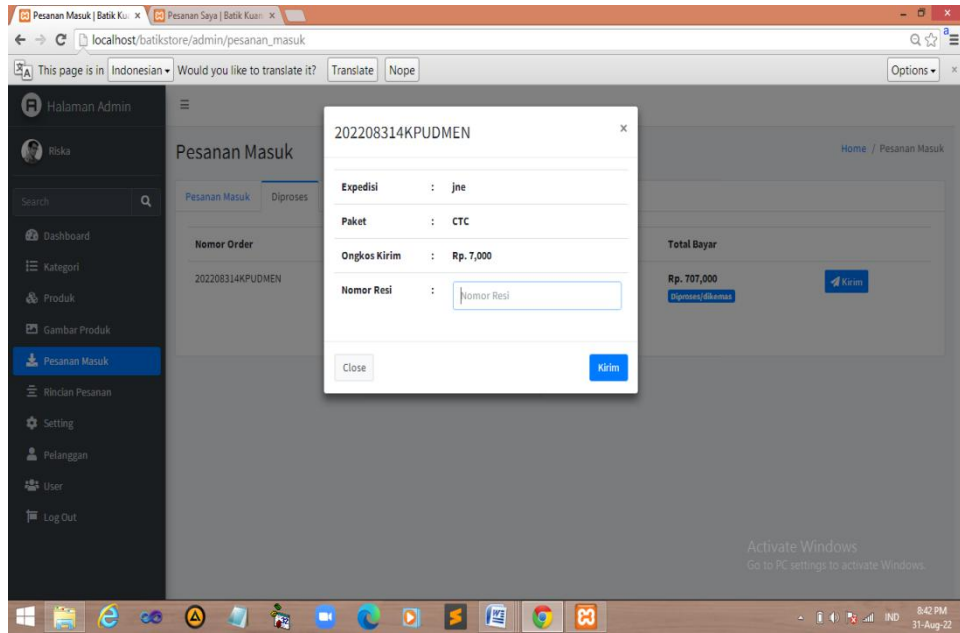 Pesanan Masuk | Batik Ku
Pesanan Saya | Batik Kuan
localhost/batikstore/admin/pesanan_masuk
This page is in Indonesian Would you like to translate it? Translate Nope Options
Halaman Admin
Riska
Pesanan Masuk
Home / Pesanan Masuk
Search
Pesanan Masuk Diproses
Dashboard
Kategori
Produk
Gambar Produk
Pesanan Masuk
Rincian Pesanan
Setting
Pelanggan
User
Log Out
Nomor Order Total Bayar
202208314KPUDMEN Rp. 707,000 Kirim
Diproses/dikemas
202208314KPUDMEN ×
Expedisi : jne
Paket : CTC
Ongkos Kirim : Rp. 7,000
Nomor Resi : Nomor Resi
Close Kirim
Activate Windows
Go to PC settings to activate Windows.
IND
8:42 PM
31-Aug-22